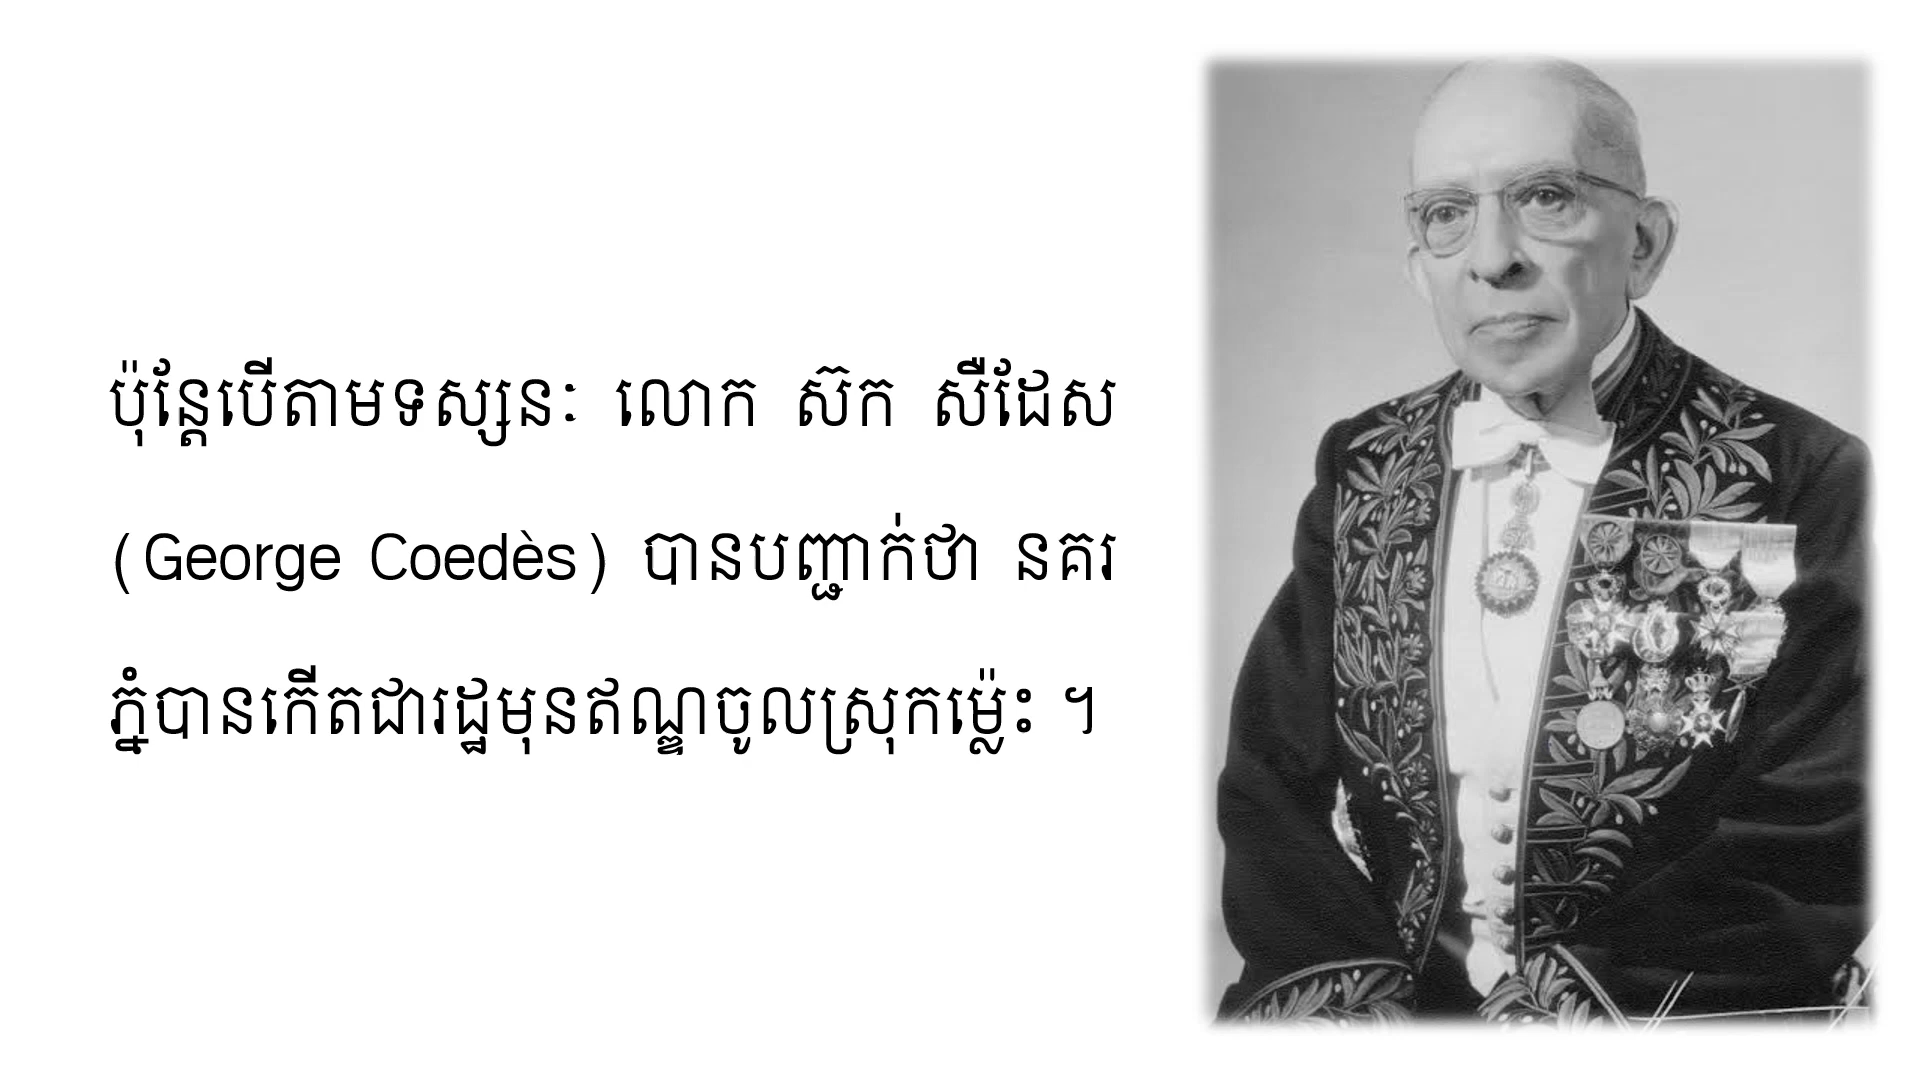 ប៉ុន្តែបើតាមទស្សនៈ លោក ស៊ក សឺដែស
(George Coedès) បានបញ្ជាក់ថា នគរ
ភ្នំបានកើតជារដ្ឋមុនឥណ្ឌចូលស្រុកម្ល៉េះ ។